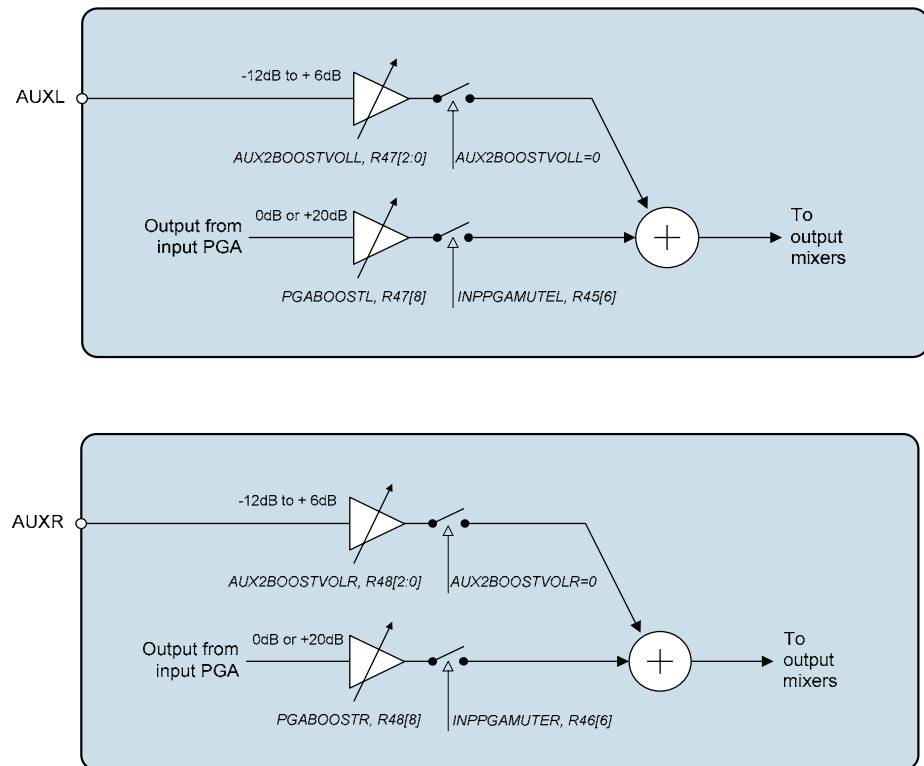 -12dB to + 6dB
AUXL
AUX2BOOSTVOLL, R47[2:0]
AUX2BOOSTVOLL=0
Output from
input PGA
0dB or +20dB
To
output
mixers
PGABOOSTL, R47[8]
INPPGAMUTEL, R45[6]
-12dB to + 6dB
AUXR
AUX2BOOSTVOLR, R48[2:0]
AUX2BOOSTVOLR=0
Output from
input PGA
0dB or +20dB
To
output
mixers
PGABOOSTR, R48[8]
INPPGAMUTER, R46[6]